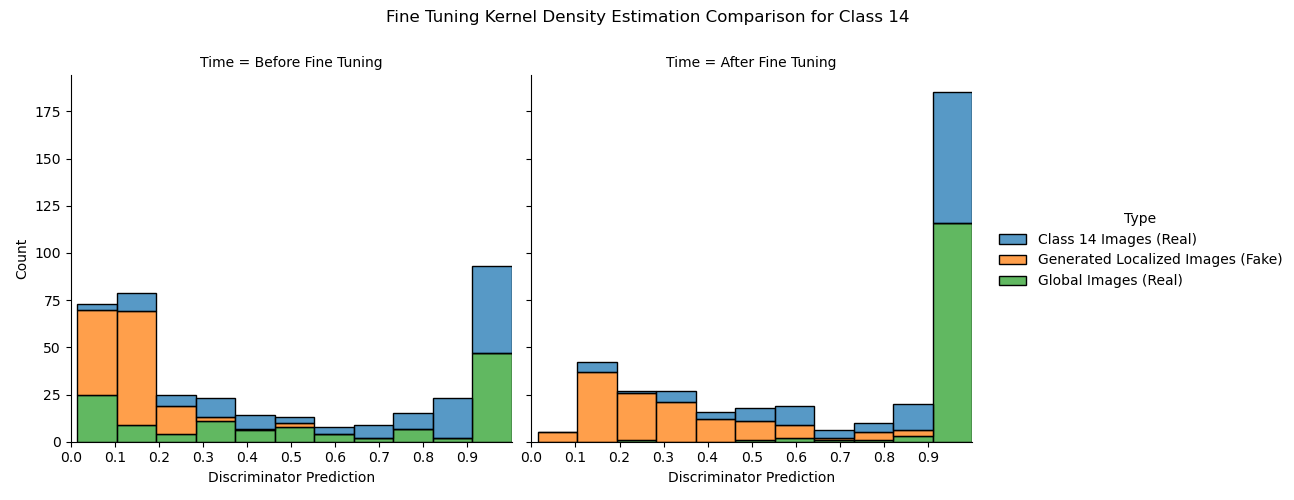 Fine Tuning Kernel Density Estimation Comparison for Class 14
Time = Before Fine Tuning
Time = After Fine Tuning
175
150
125
100
75
50
25
0
Count
0.0 0.1 0.2 0.3 0.4 0.5 0.6 0.7 0.8 0.9
Discriminator Prediction
0.0 0.1 0.2 0.3 0.4 0.5 0.6 0.7 0.8 0.9
Discriminator Prediction
Type
Class 14 Images (Real)
Generated Localized Images (Fake)
Global Images (Real)